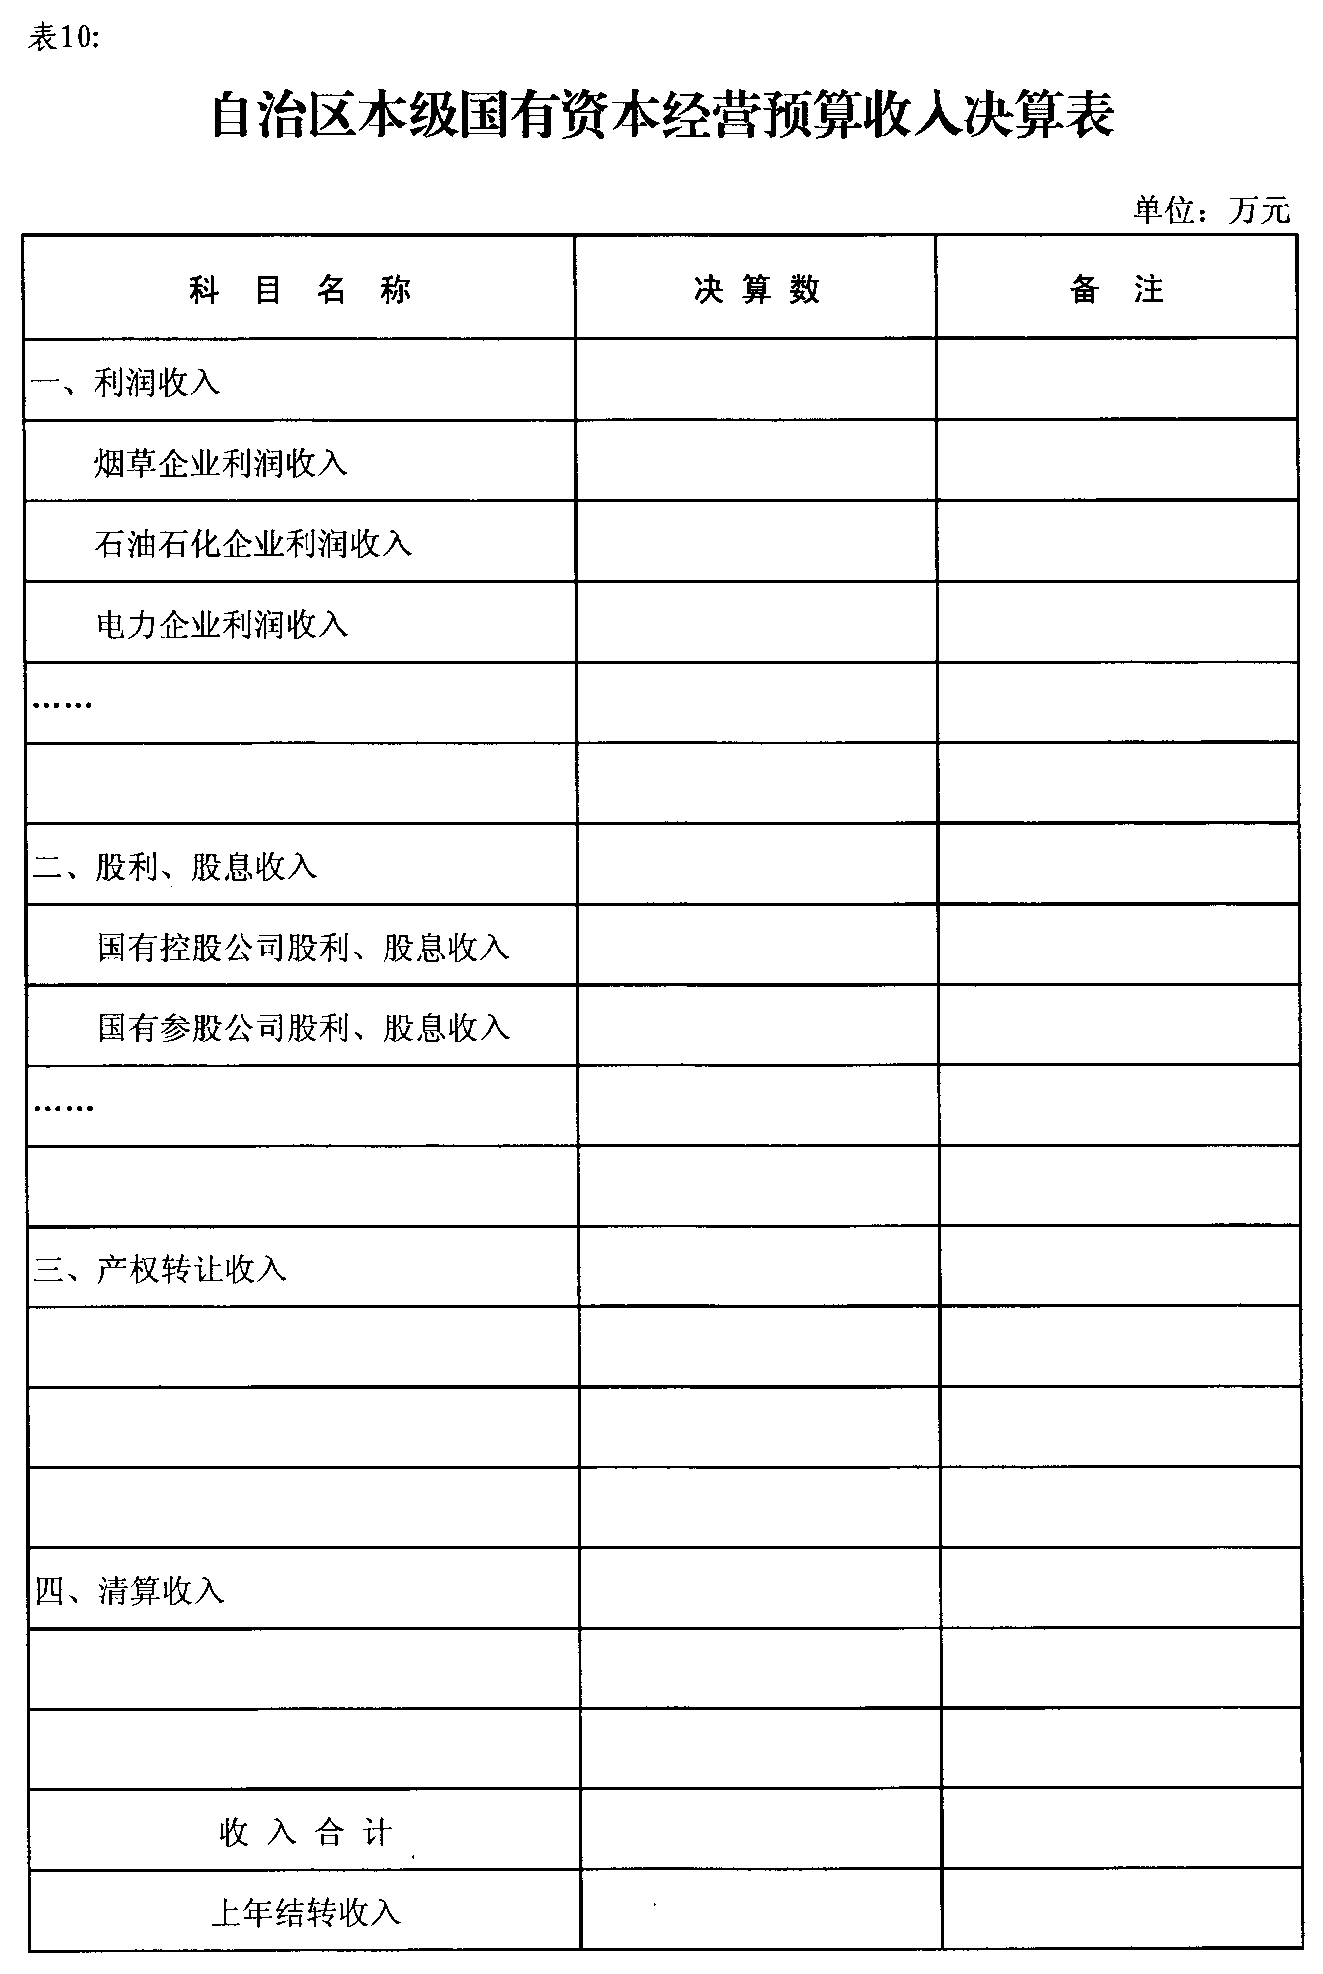 表10:
自治区本级国有资本经营预算收入决算表
单位：万元
科 目 名 称 决 算 数 备 注
一、利润收入
烟草企业利润收入
石油石化企业利润收入
电力企业利润收入
……
二、股利、股息收入
国有控股公司股利、股息收入
国有参股公司股利、股息收入
……
三、产权转让收入
四、清算收入
收 入 合 计
上年结转收入